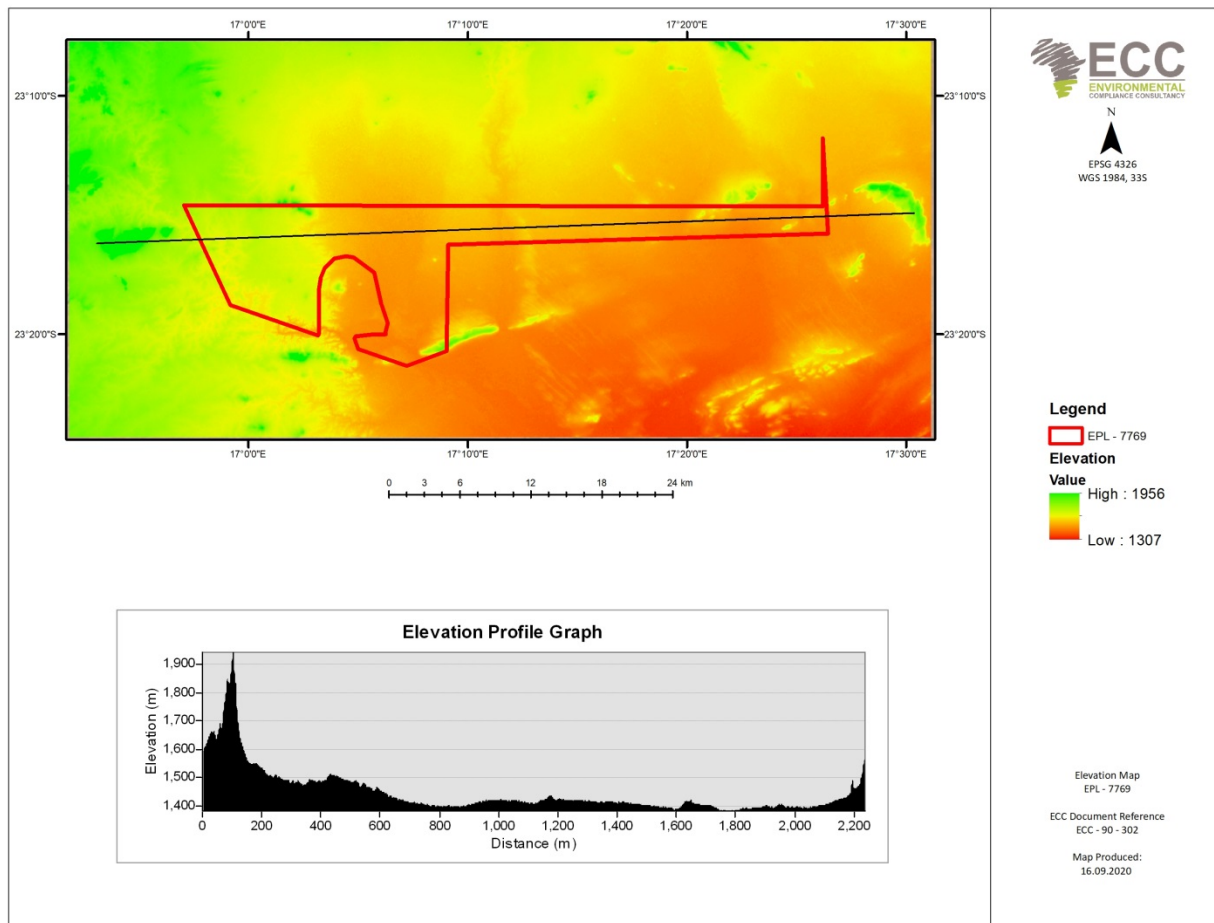 17°0'0"E 17°10'0"E 17°20'0"E 17°30'0"E
23°10'0"S 23°10'0"S
23°20'0"S 23°20'0"S
17°0'0"E 17°10'0"E 17°20'0"E 17°30'0"E
0 3 6 12 18 24 km
ECC
ENVIRONMENTAL
COMPLIANCE CONSULTANCY
N
EPSG 4326
WGS 1984, 33S
Legend
EPL - 7769
Elevation
Value
High : 1956
Low : 1307
Elevation Profile Graph
Elevation (m)
1,900
1,800
1,700
1,600
1,500
1,400
0 200 400 600 800 1,000 1,200 1,400 1,600 1,800 2,000 2,200
Distance (m)
Elevation Map
EPL - 7769
ECC Document Reference
ECC - 90 - 302
Map Produced:
16.09.2020